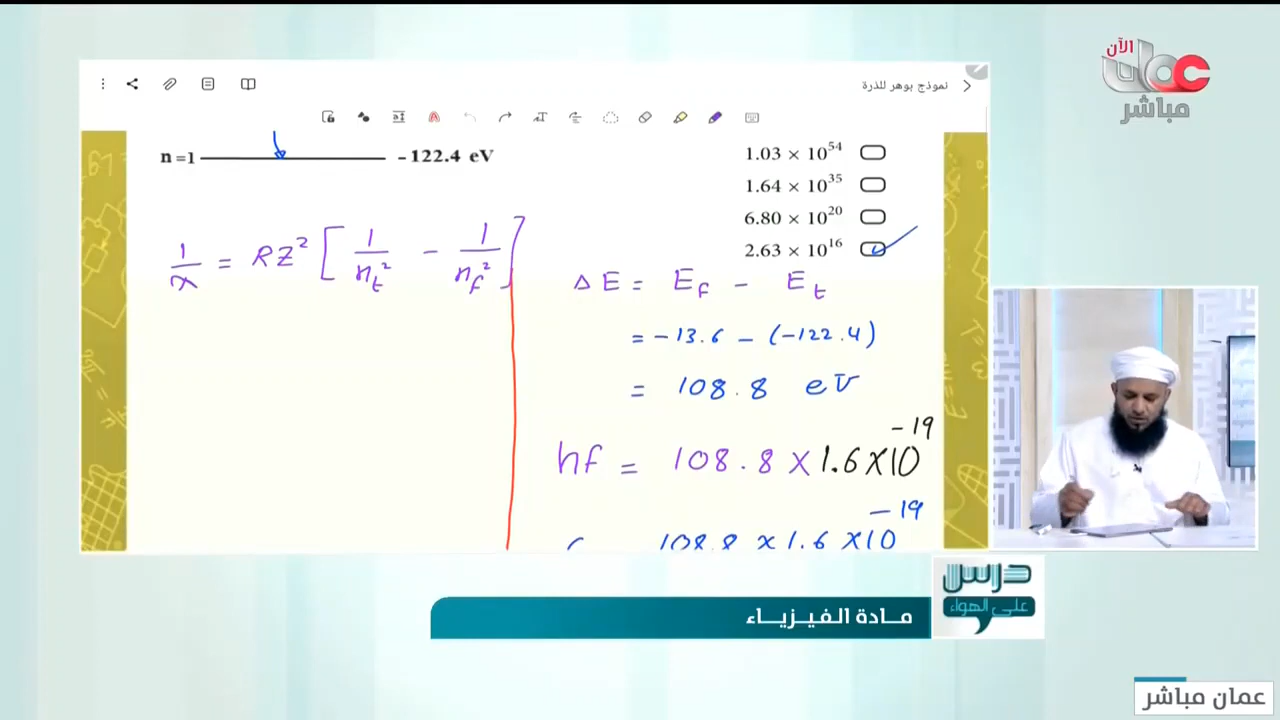 الآن
عمان
مباشر
نموذج بوهر للذرة
n =1 -122.4 eV
1.03 × 10^54
1.64 × 10^35
6.80 × 10^20
2.63 × 10^16
1/λ = RZ² [1/n_t² - 1/n_f²]
Δ E = E_f - E_t
= -13.6 - (-122.4)
= 108.8 eV
hf = 108.8 × 1.6 × 10^-19
108.8 × 1.6 × 10^-19
درس
على الهواء
مـادة الـفـيـزيـاء
عمان مباشر